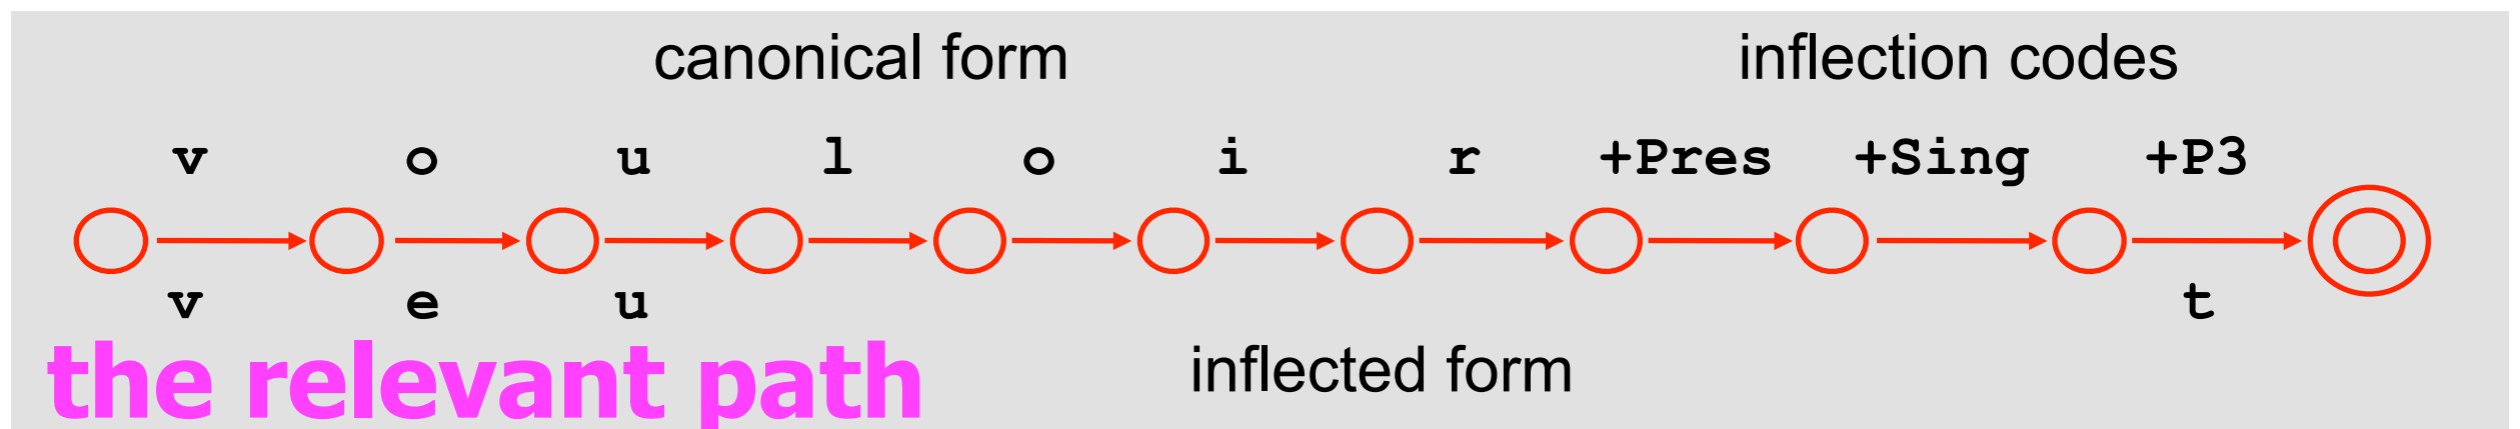 canonical form inflection codes
v o u l o i r +Pres +Sing +P3
v e u t
the relevant path inflected form